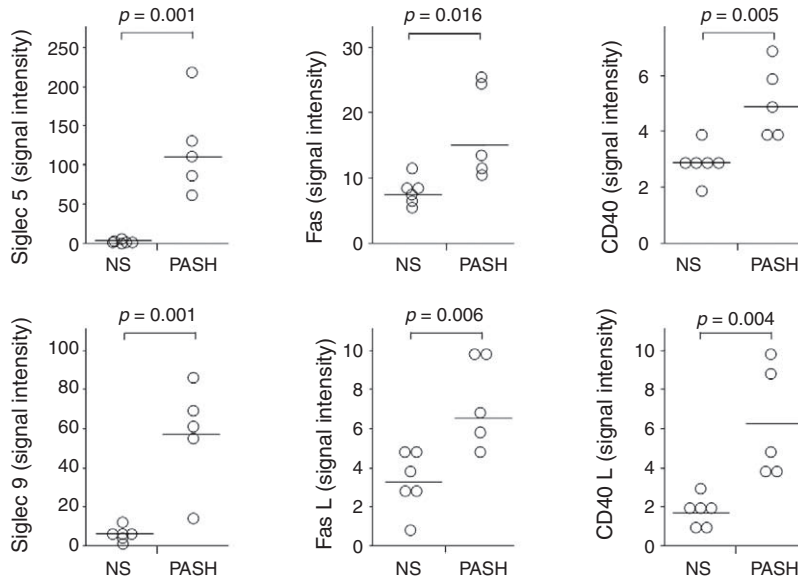 p = 0.001
Siglec 5 (signal intensity)
250
200
150
100
50
0
NS PASH
p = 0.016
Fas (signal intensity)
30
20
10
0
NS PASH
p = 0.005
CD40 (signal intensity)
6
4
2
0
NS PASH
p = 0.001
Siglec 9 (signal intensity)
100
80
60
40
20
0
NS PASH
p = 0.006
Fas L (signal intensity)
10
8
6
4
2
0
NS PASH
p = 0.004
CD40 L (signal intensity)
10
8
6
4
2
0
NS PASH